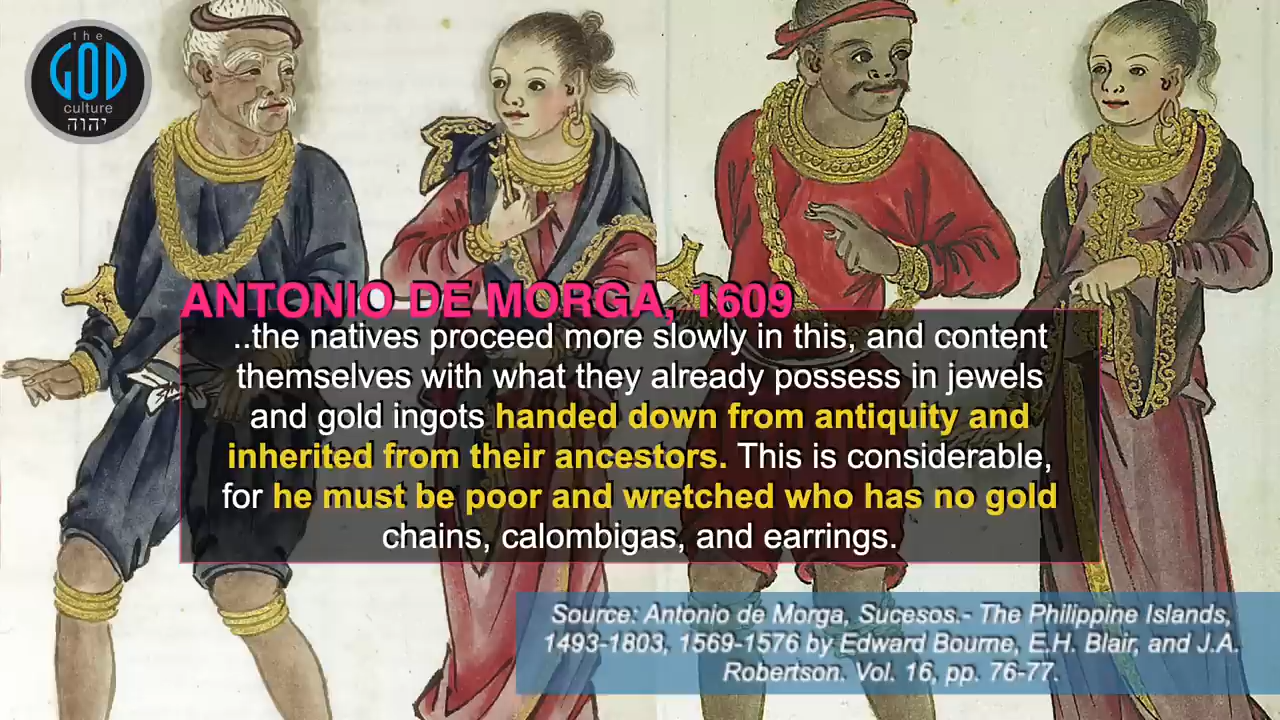 the
GOD
culture
יהוה
ANTONIO DE MORGA, 1609
..the natives proceed more slowly in this, and content
themselves with what they already possess in jewels
and gold ingots handed down from antiquity and
inherited from their ancestors. This is considerable,
for he must be poor and wretched who has no gold
chains, calombigas, and earrings.
Source: Antonio de Morga, Sucesos.- The Philippine Islands,
1493-1803, 1569-1576 by Edward Bourne, E.H. Blair, and J.A.
Robertson. Vol. 16, pp. 76-77.